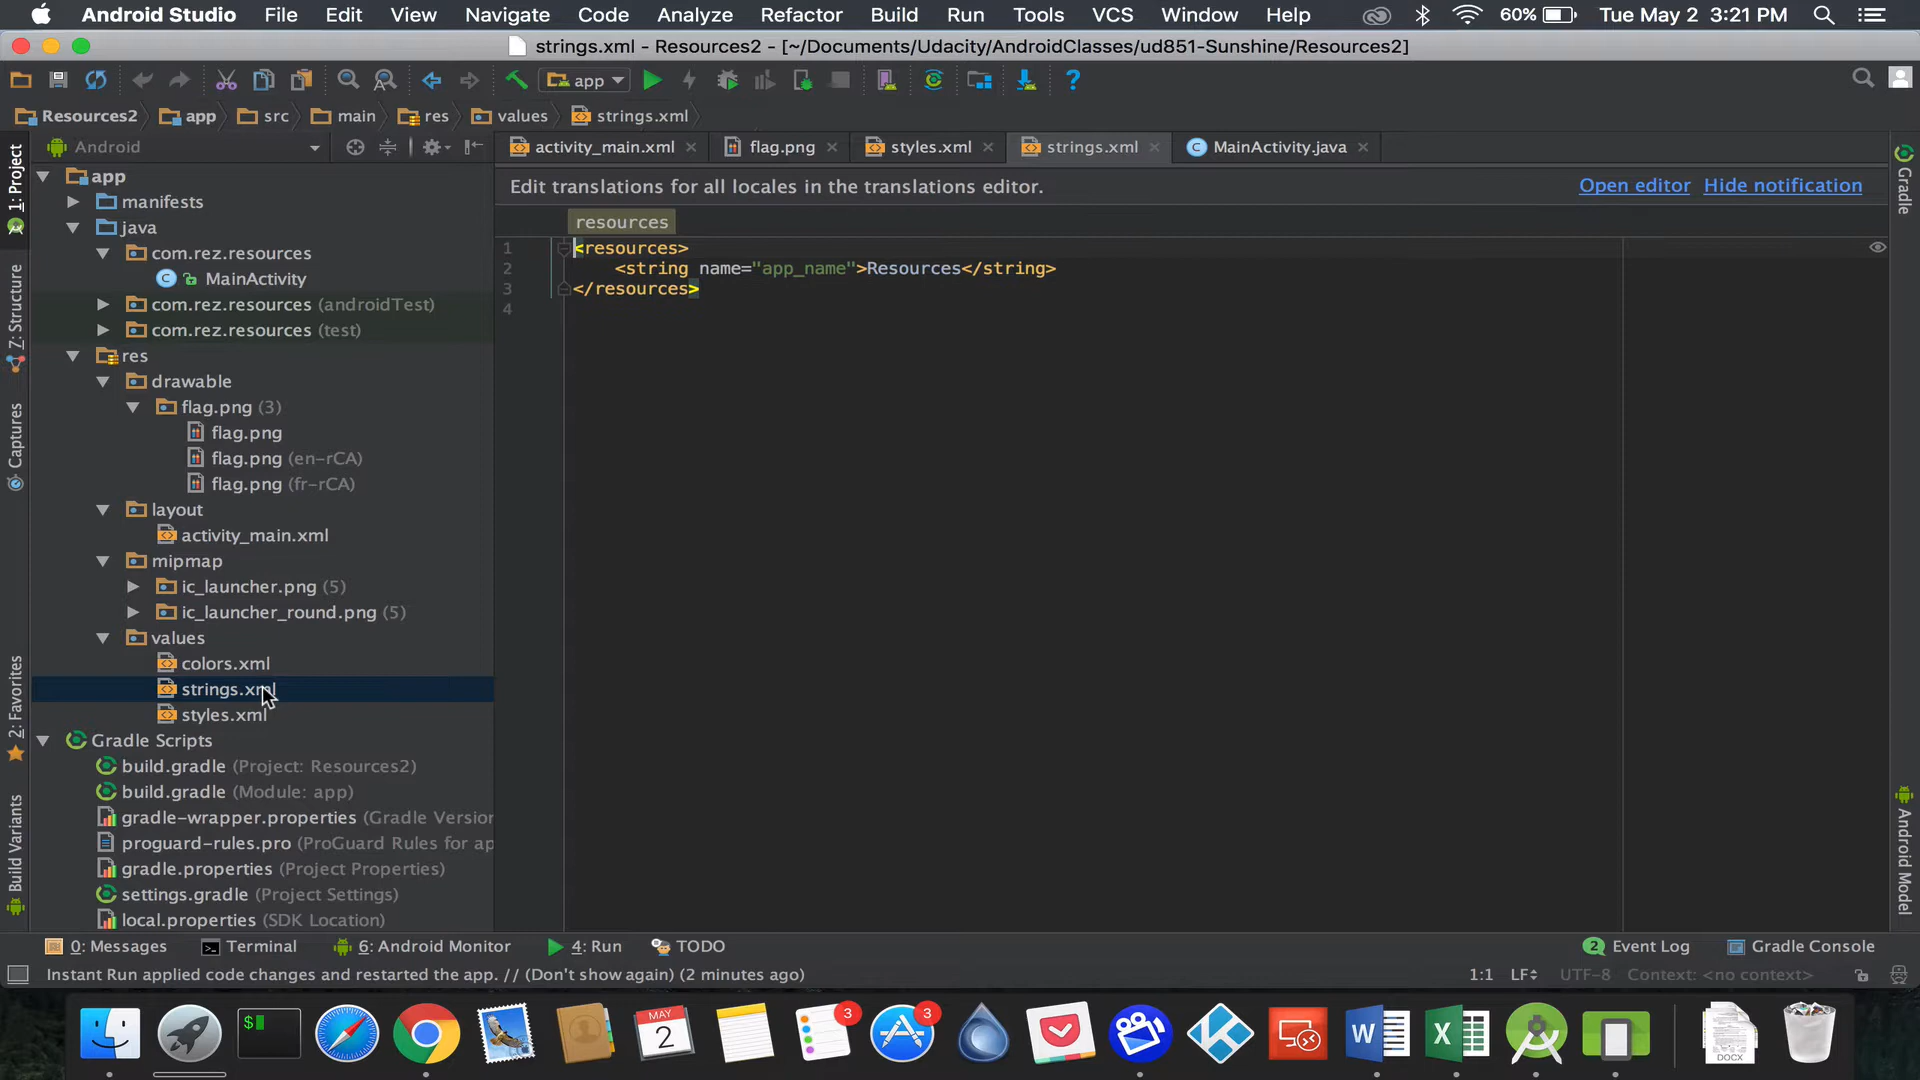 Android Studio File Edit View Navigate Code Analyze Refactor Build Run Tools VCS Window Help 60% Tue May 2 3:21 PM
strings.xml - Resources2 - [~/Documents/Udacity/AndroidClasses/ud851-Sunshine/Resources2]
app
Resources2 app src main res values strings.xml
1: Project
Z: Structure
Captures
2: Favorites
Build Variants
Android
app
manifests
java
com.rez.resources
MainActivity
com.rez.resources (androidTest)
com.rez.resources (test)
res
drawable
flag.png (3)
flag.png
flag.png (en-rCA)
flag.png (fr-rCA)
layout
activity_main.xml
mipmap
ic_launcher.png (5)
ic_launcher_round.png (5)
values
colors.xml
strings.xml
styles.xml
Gradle Scripts
build.gradle (Project: Resources2)
build.gradle (Module: app)
gradle-wrapper.properties (Gradle Version
proguard-rules.pro (ProGuard Rules for ap
gradle.properties (Project Properties)
settings.gradle (Project Settings)
local.properties (SDK Location)
activity_main.xml flag.png styles.xml strings.xml MainActivity.java
Edit translations for all locales in the translations editor. Open editor Hide notification
resources
1 <resources>
2 <string name="app_name">Resources</string>
3 </resources>
4
Gradle
Android Model
0: Messages Terminal 6: Android Monitor 4: Run TODO 2 Event Log Gradle Console
Instant Run applied code changes and restarted the app. // (Don't show again) (2 minutes ago) 1:1 LF UTF-8 Context: <no context>
$
MAY
2
3
3
W
X
DOCX